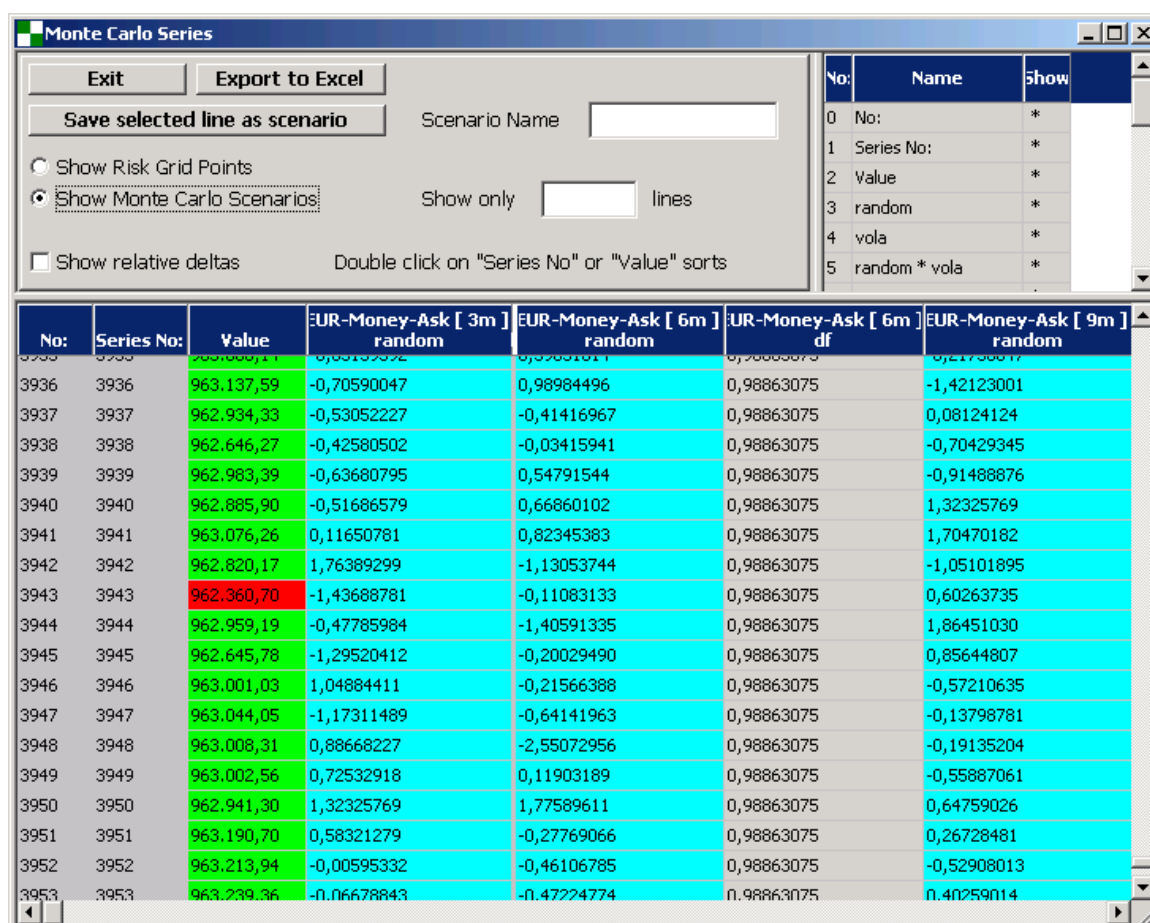 Monte Carlo Series
Exit Export to Excel
Save selected line as scenario Scenario Name
Show Risk Grid Points
Show Monte Carlo Scenarios Show only lines
Show relative deltas Double click on "Series No" or "Value" sorts
No: Name Show
0 No: *
1 Series No: *
2 Value *
3 random *
4 vola *
5 random * vola *
No: Series No: Value EUR-Money-Ask [ 3m ] random EUR-Money-Ask [ 6m ] random EUR-Money-Ask [ 6m ] df EUR-Money-Ask [ 9m ] random
3936 3936 963.137,59 -0,70590047 0,98984496 0,98863075 -1,42123001
3937 3937 962.934,33 -0,53052227 -0,41416967 0,98863075 0,08124124
3938 3938 962.646,27 -0,42580502 -0,03415941 0,98863075 -0,70429345
3939 3939 962.983,39 -0,63680795 0,54791544 0,98863075 -0,91488876
3940 3940 962.885,90 -0,51686579 0,66860102 0,98863075 1,32325769
3941 3941 963.076,26 0,11650781 0,82345383 0,98863075 1,70470182
3942 3942 962.820,17 1,76389299 -1,13053744 0,98863075 -1,05101895
3943 3943 962.360,70 -1,43688781 -0,11083133 0,98863075 0,60263735
3944 3944 962.959,19 -0,47785984 -1,40591335 0,98863075 1,86451030
3945 3945 962.645,78 -1,29520412 -0,20029490 0,98863075 0,85644807
3946 3946 963.001,03 1,04884411 -0,21566388 0,98863075 -0,57210635
3947 3947 963.044,05 -1,17311489 -0,64141963 0,98863075 -0,13798781
3948 3948 963.008,31 0,88668227 -2,55072956 0,98863075 -0,19135204
3949 3949 963.002,56 0,72532918 0,11903189 0,98863075 -0,55887061
3950 3950 962.941,30 1,32325769 1,77589611 0,98863075 0,64759026
3951 3951 963.190,70 0,58321279 -0,27769066 0,98863075 0,26728481
3952 3952 963.213,94 -0,00595332 -0,46106785 0,98863075 -0,52908013
3953 3953 963.239,36 -0,06678843 -0,47224774 0,98863075 0,40259014